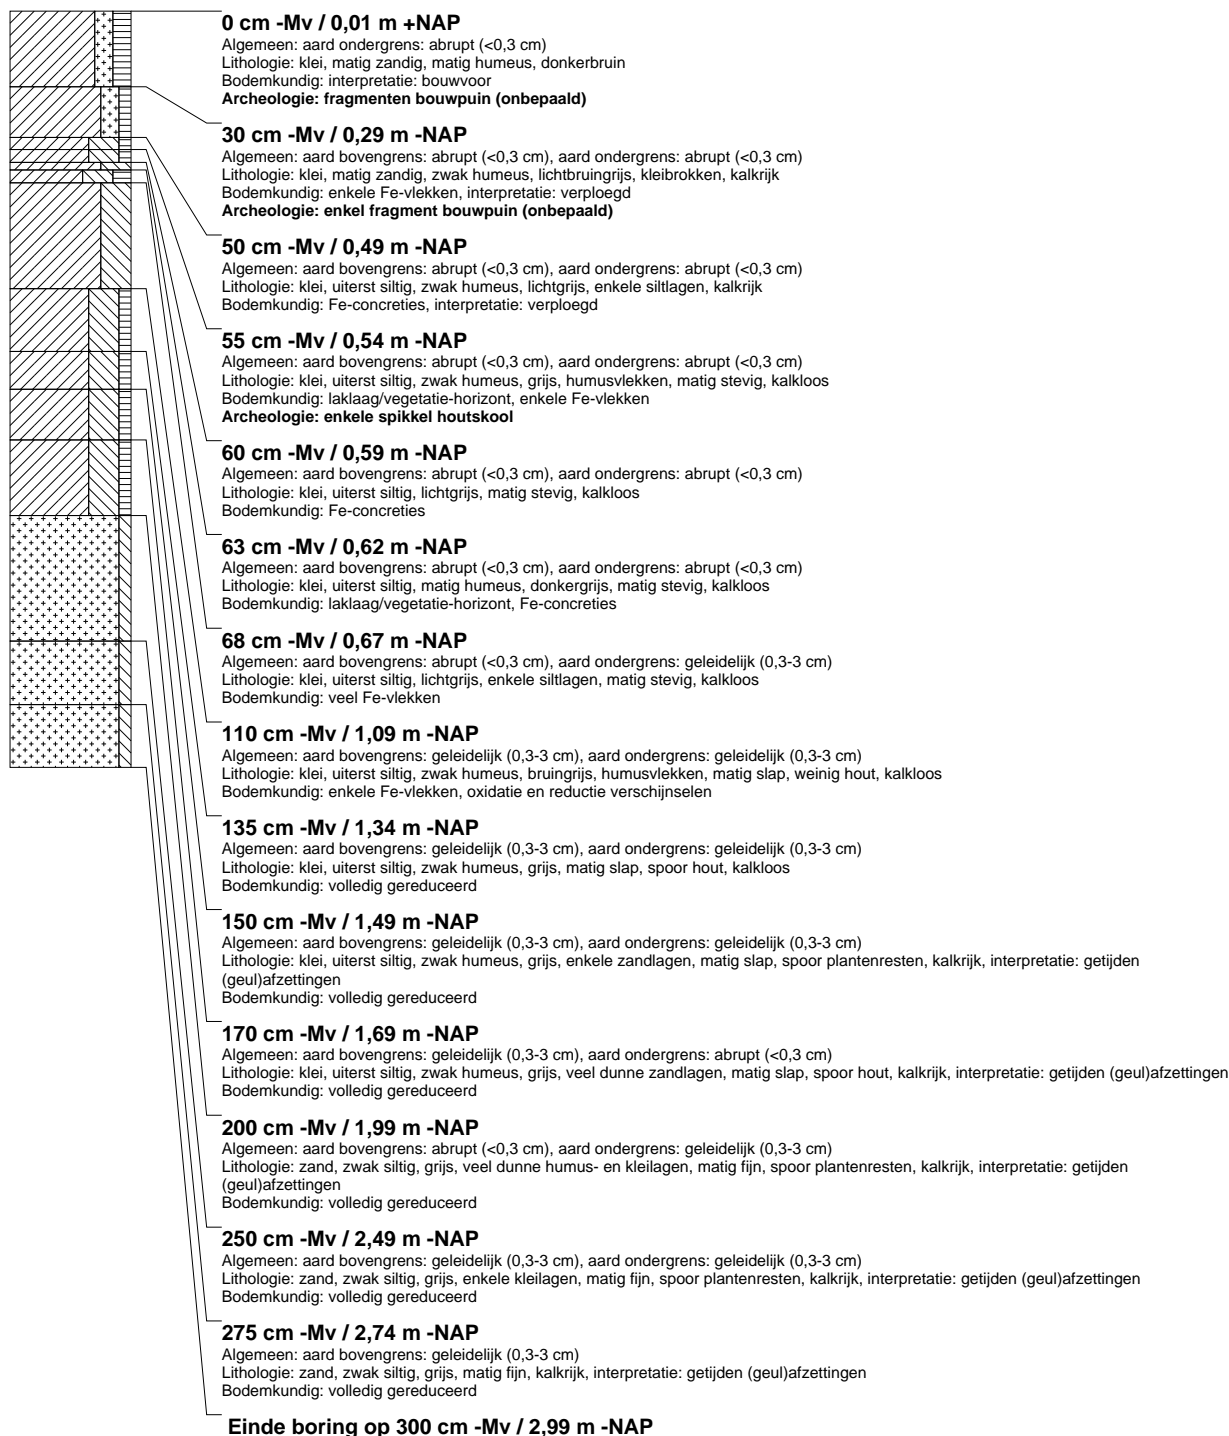 0 cm -Mv / 0,01 m +NAP
Algemeen: aard ondergrens: abrupt (<0,3 cm)
Lithologie: klei, matig zandig, matig humeus, donkerbruin
Bodemkundig: interpretatie: bouwvoor
Archeologie: fragmenten bouwpuin (onbepaald)
30 cm -Mv / 0,29 m -NAP
Algemeen: aard bovengrens: abrupt (<0,3 cm), aard ondergrens: abrupt (<0,3 cm)
Lithologie: klei, matig zandig, zwak humeus, lichtbruingrijs, kleibrokken, kalkrijk
Bodemkundig: enkele Fe-vlekken, interpretatie: verploegd
Archeologie: enkel fragment bouwpuin (onbepaald)
50 cm -Mv / 0,49 m -NAP
Algemeen: aard bovengrens: abrupt (<0,3 cm), aard ondergrens: abrupt (<0,3 cm)
Lithologie: klei, uiterst siltig, zwak humeus, lichtgrijs, enkele siltlagen, kalkrijk
Bodemkundig: Fe-concreties, interpretatie: verploegd
55 cm -Mv / 0,54 m -NAP
Algemeen: aard bovengrens: abrupt (<0,3 cm), aard ondergrens: abrupt (<0,3 cm)
Lithologie: klei, uiterst siltig, zwak humeus, grijs, humusvlekken, matig stevig, kalkloos
Bodemkundig: laklaag/vegetatie-horizont, enkele Fe-vlekken
Archeologie: enkele spikkel houtskool
60 cm -Mv / 0,59 m -NAP
Algemeen: aard bovengrens: abrupt (<0,3 cm), aard ondergrens: abrupt (<0,3 cm)
Lithologie: klei, uiterst siltig, lichtgrijs, matig stevig, kalkloos
Bodemkundig: Fe-concreties
63 cm -Mv / 0,62 m -NAP
Algemeen: aard bovengrens: abrupt (<0,3 cm), aard ondergrens: abrupt (<0,3 cm)
Lithologie: klei, uiterst siltig, matig humeus, donkergrijs, matig stevig, kalkloos
Bodemkundig: laklaag/vegetatie-horizont, Fe-concreties
68 cm -Mv / 0,67 m -NAP
Algemeen: aard bovengrens: abrupt (<0,3 cm), aard ondergrens: geleidelijk (0,3-3 cm)
Lithologie: klei, uiterst siltig, lichtgrijs, enkele siltlagen, matig stevig, kalkloos
Bodemkundig: veel Fe-vlekken
110 cm -Mv / 1,09 m -NAP
Algemeen: aard bovengrens: geleidelijk (0,3-3 cm), aard ondergrens: geleidelijk (0,3-3 cm)
Lithologie: klei, uiterst siltig, zwak humeus, bruingrijs, humusvlekken, matig slap, weinig hout, kalkloos
Bodemkundig: enkele Fe-vlekken, oxidatie en reductie verschijnselen
135 cm -Mv / 1,34 m -NAP
Algemeen: aard bovengrens: geleidelijk (0,3-3 cm), aard ondergrens: geleidelijk (0,3-3 cm)
Lithologie: klei, uiterst siltig, zwak humeus, grijs, matig slap, spoor hout, kalkloos
Bodemkundig: volledig gereduceerd
150 cm -Mv / 1,49 m -NAP
Algemeen: aard bovengrens: geleidelijk (0,3-3 cm), aard ondergrens: geleidelijk (0,3-3 cm)
Lithologie: klei, uiterst siltig, zwak humeus, grijs, enkele zandlagen, matig slap, spoor plantenresten, kalkrijk, interpretatie: getijden
(geul)afzettingen
Bodemkundig: volledig gereduceerd
170 cm -Mv / 1,69 m -NAP
Algemeen: aard bovengrens: geleidelijk (0,3-3 cm), aard ondergrens: abrupt (<0,3 cm)
Lithologie: klei, uiterst siltig, zwak humeus, grijs, veel dunne zandlagen, matig slap, spoor hout, kalkrijk, interpretatie: getijden (geul)afzettingen
Bodemkundig: volledig gereduceerd
200 cm -Mv / 1,99 m -NAP
Algemeen: aard bovengrens: abrupt (<0,3 cm), aard ondergrens: geleidelijk (0,3-3 cm)
Lithologie: zand, zwak siltig, grijs, veel dunne humus- en kleilagen, matig fijn, spoor plantenresten, kalkrijk, interpretatie: getijden
(geul)afzettingen
Bodemkundig: volledig gereduceerd
250 cm -Mv / 2,49 m -NAP
Algemeen: aard bovengrens: geleidelijk (0,3-3 cm), aard ondergrens: geleidelijk (0,3-3 cm)
Lithologie: zand, zwak siltig, grijs, enkele kleilagen, matig fijn, spoor plantenresten, kalkrijk, interpretatie: getijden (geul)afzettingen
Bodemkundig: volledig gereduceerd
275 cm -Mv / 2,74 m -NAP
Algemeen: aard bovengrens: geleidelijk (0,3-3 cm)
Lithologie: zand, zwak siltig, grijs, matig fijn, kalkrijk, interpretatie: getijden (geul)afzettingen
Bodemkundig: volledig gereduceerd
Einde boring op 300 cm -Mv / 2,99 m -NAP